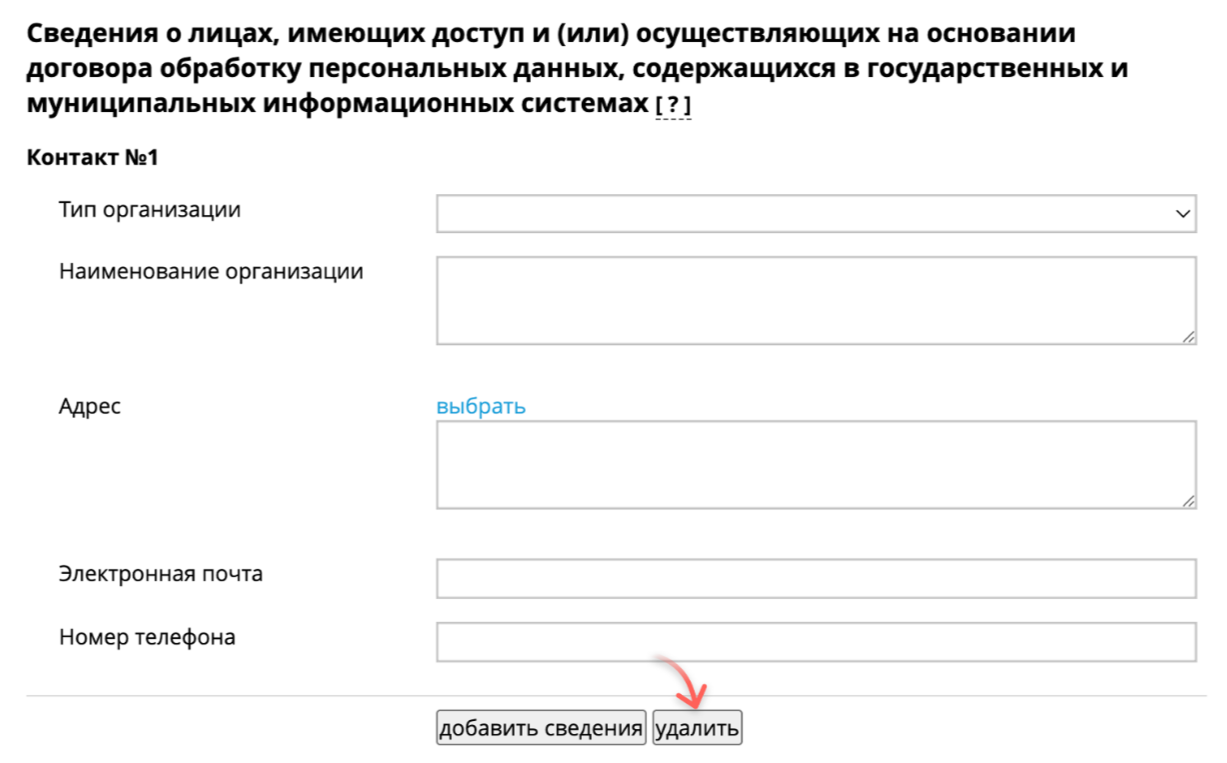 Сведения о лицах, имеющих доступ и (или) осуществляющих на основании
договора обработку персональных данных, содержащихся в государственных и
муниципальных информационных системах [ ? ]
Контакт №1
Тип организации
Наименование организации
Адрес
выбрать
Электронная почта
Номер телефона
добавить сведения удалить